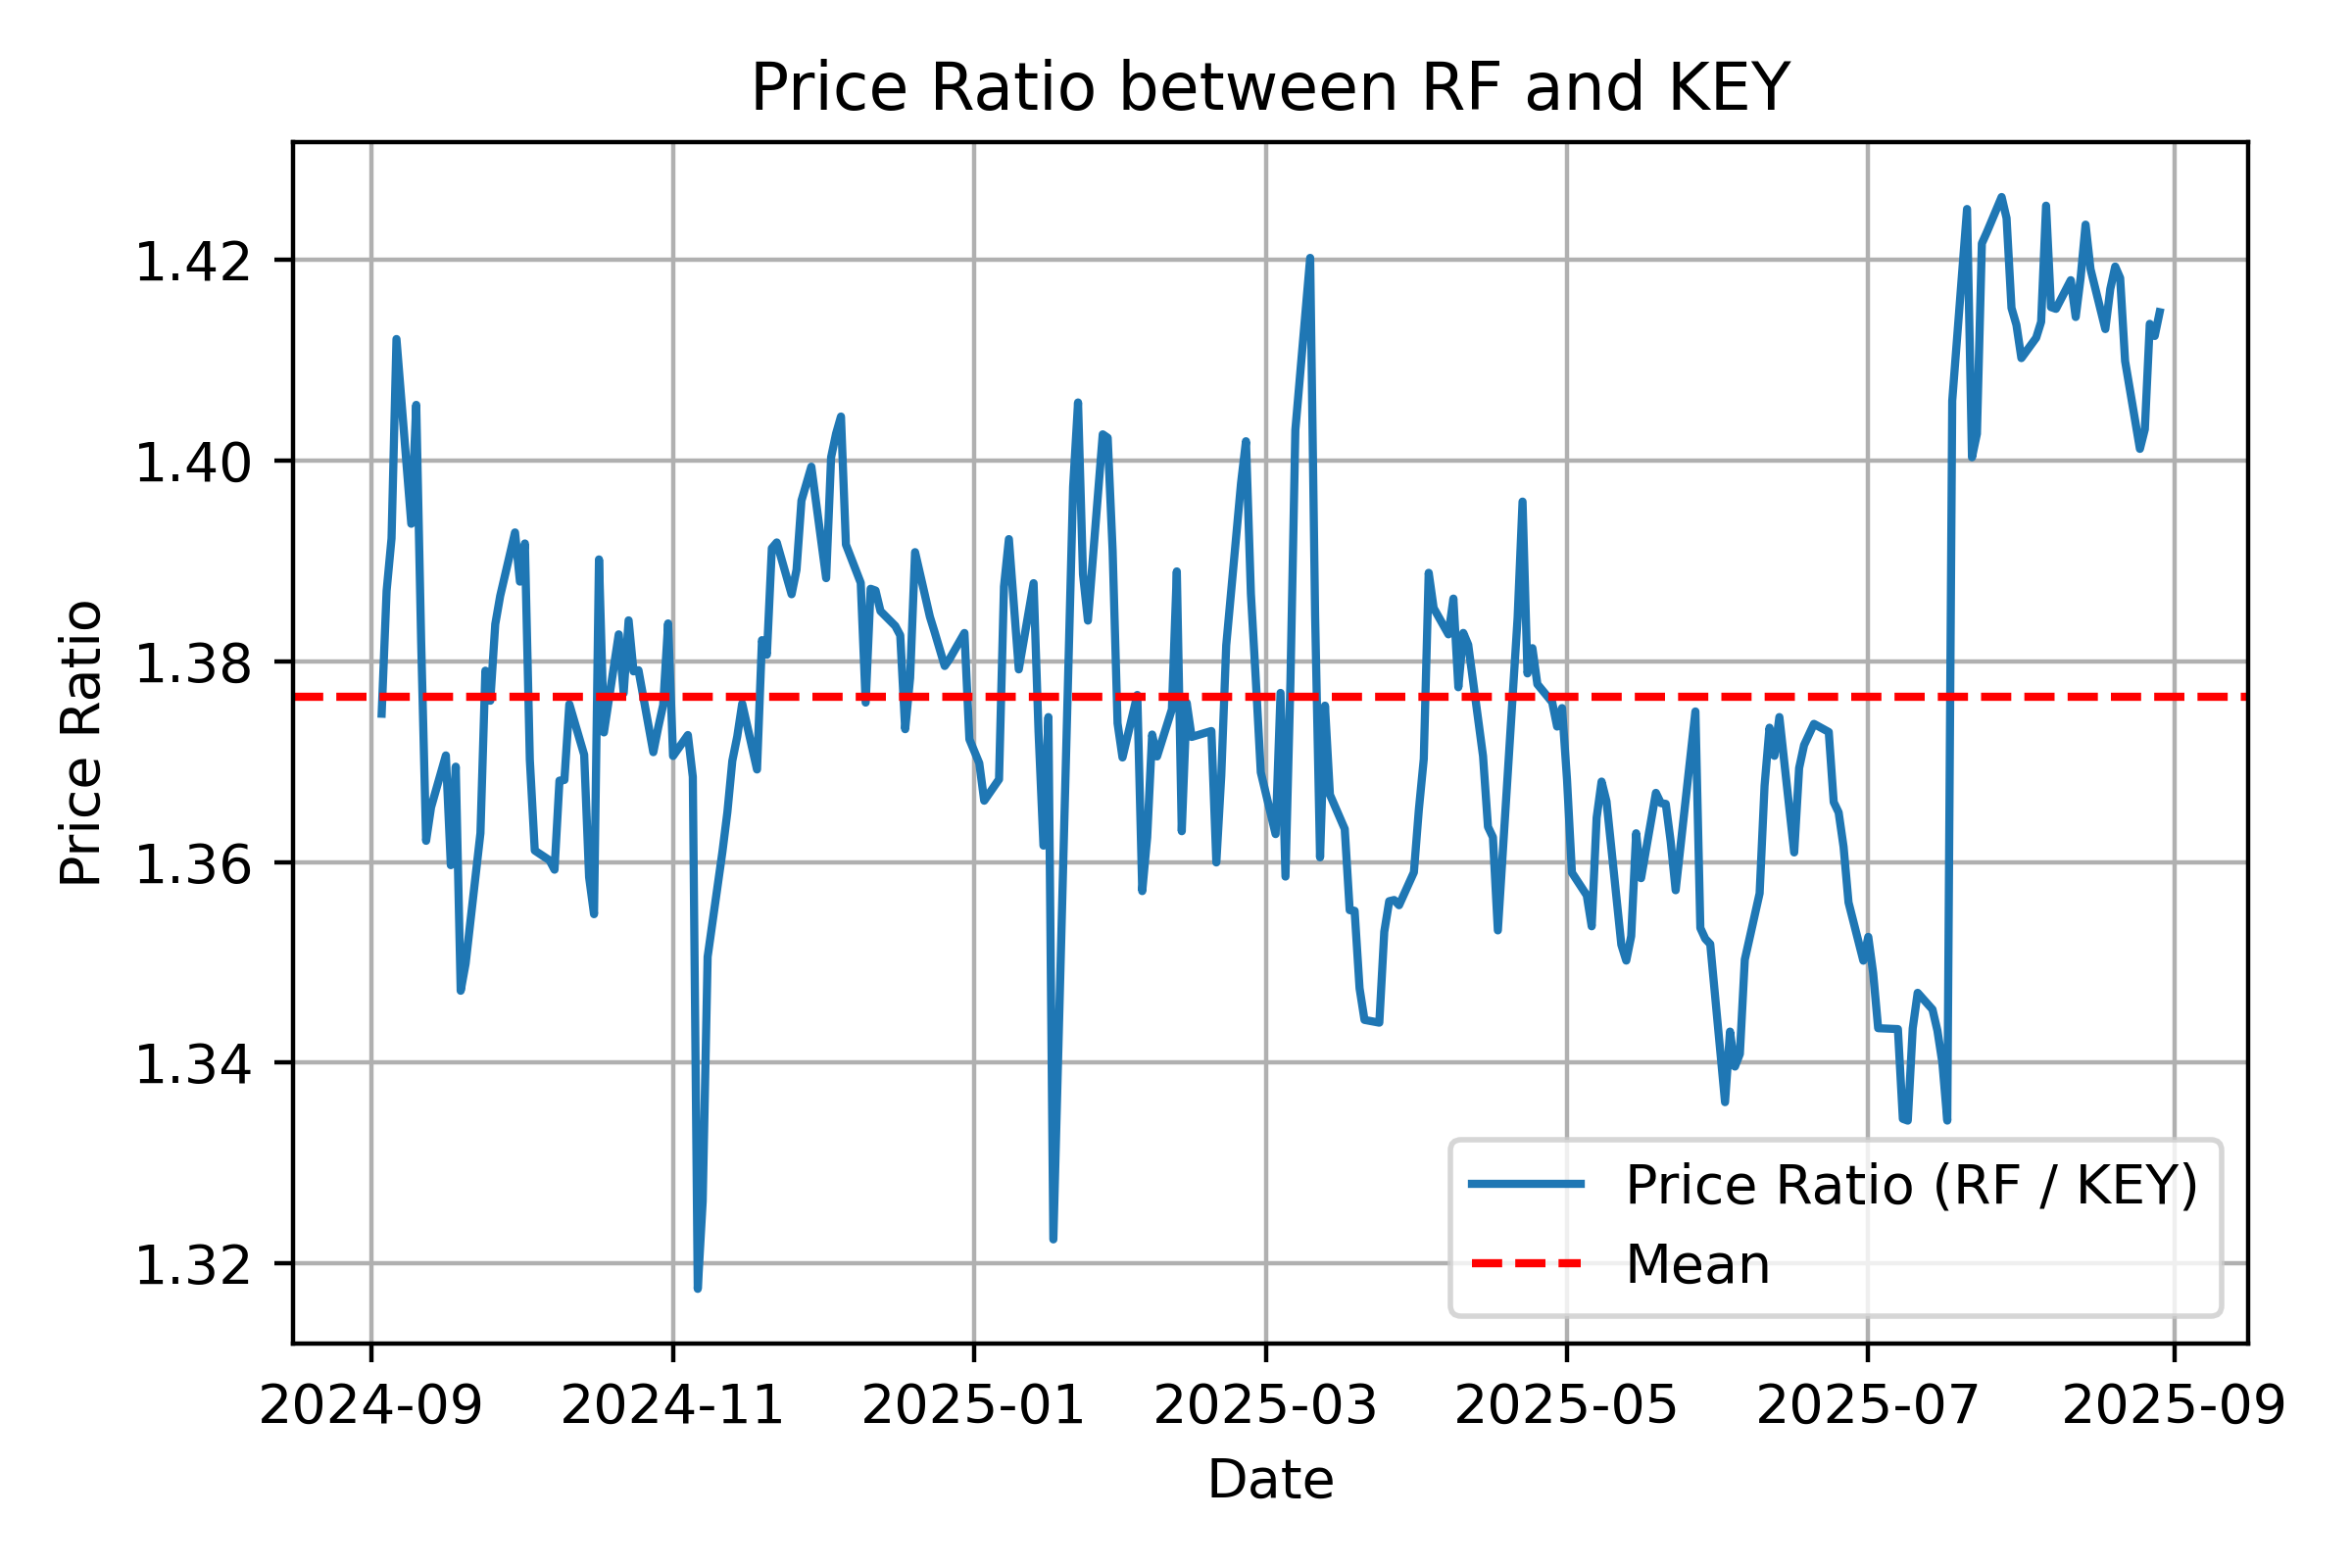 Price Ratio between RF and KEY
1.42
1.40
1.38
1.36
1.34
1.32
Price Ratio
Price Ratio (RF / KEY)
Mean
2024-09 2024-11 2025-01 2025-03 2025-05 2025-07 2025-09
Date